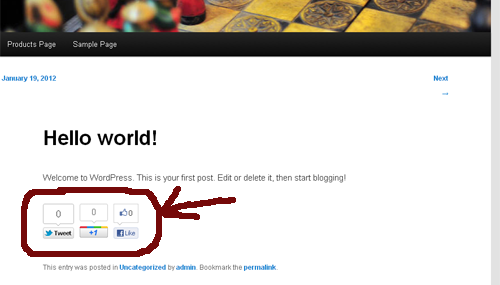 Products Page Sample Page
January 19, 2012 Next
→
Hello world!
Welcome to WordPress. This is your first post. Edit or delete it, then start blogging!
0 0 0
Tweet +1 Like
This entry was posted in Uncategorized by admin. Bookmark the permalink.